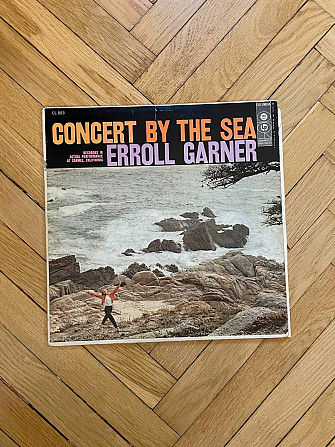 CL 883
COLUMBIA
CONCERT BY THE SEA
RECORDED IN
ACTUAL PERFORMANCE
AT CARMEL, CALIFORNIA
ERROLL GARNER